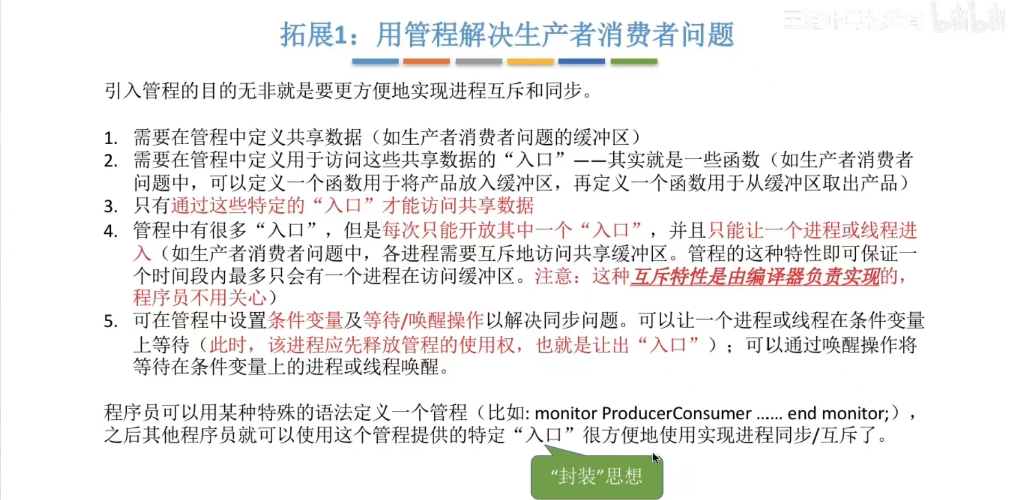 拓展1：用管程解决生产者消费者问题
引入管程的目的无非就是要更方便地实现进程互斥和同步。
1. 需要在管程中定义共享数据（如生产者消费者问题的缓冲区）
2. 需要在管程中定义用于访问这些共享数据的“入口”——其实就是一些函数（如生产者消费者
问题中，可以定义一个函数用于将产品放入缓冲区，再定义一个函数用于从缓冲区取出产品）
3. 只有通过这些特定的“入口”才能访问共享数据
4. 管程中有很多“入口”，但是每次只能开放其中一个“入口”，并且只能让一个进程或线程进
入（如生产者消费者问题中，各进程需要互斥地访问共享缓冲区。管程的这种特性即可保证一
个时间段内最多只会有一个进程在访问缓冲区。注意：这种互斥特性是由编译器负责实现的，
程序员不用关心）
5. 可在管程中设置条件变量及等待/唤醒操作以解决同步问题。可以让一个进程或线程在条件变量
上等待（此时，该进程应先释放管程的使用权，也就是让出“入口”）；可以通过唤醒操作将
等待在条件变量上的进程或线程唤醒。
程序员可以用某种特殊的语法定义一个管程（比如: monitor ProducerConsumer …… end monitor;），
之后其他程序员就可以使用这个管程提供的特定“入口”很方便地使用实现进程同步/互斥了。
“封装”思想
bilibili